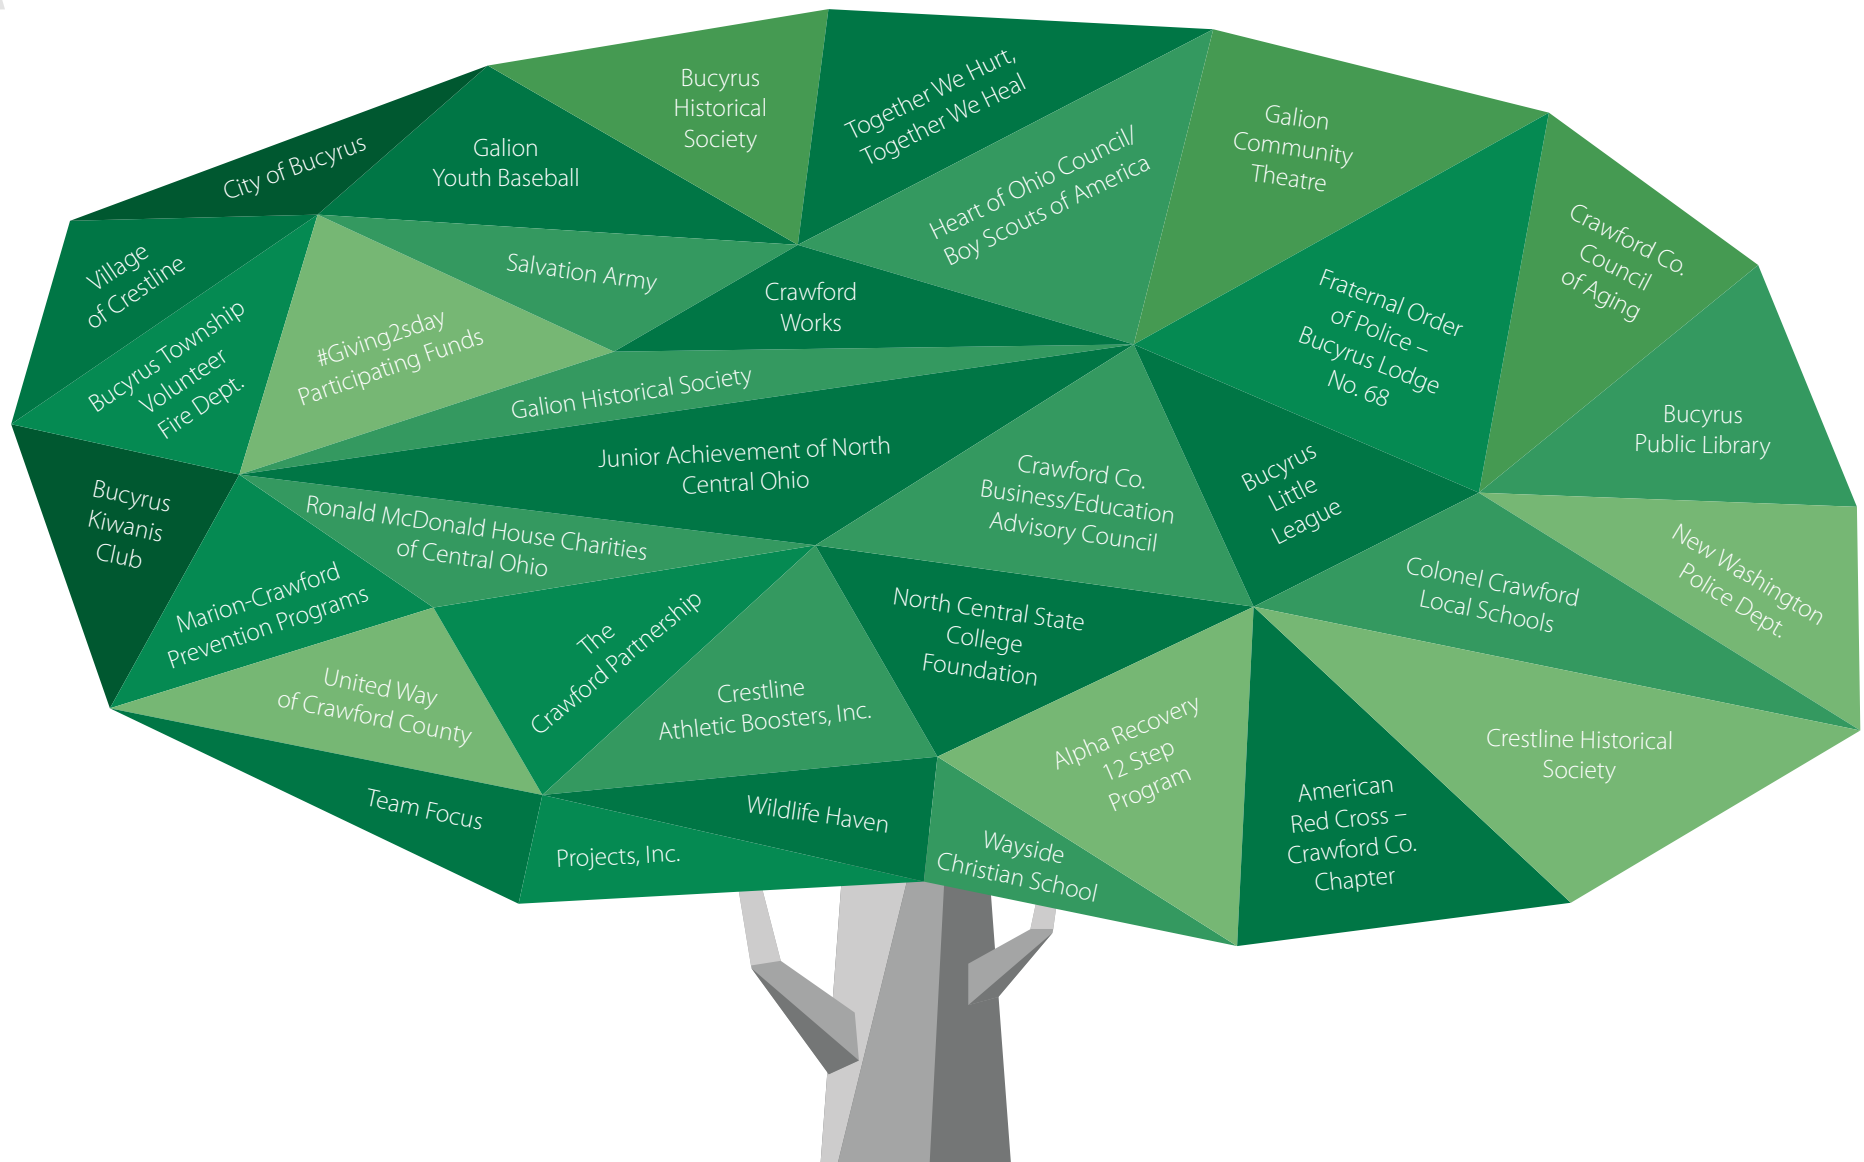 Bucyrus
Historical
Society
Together We Hurt,
Together We Heal
City of Bucyrus
Galion
Youth Baseball
Heart of Ohio Council/
Boy Scouts of America
Galion
Community
Theatre
Crawford Co.
Council
of Aging
Village
of Crestline
Salvation Army
Crawford
Works
Fraternal Order
of Police –
Bucyrus Lodge
No. 68
Bucyrus Township
Volunteer
Fire Dept.
#Giving2sday
Participating Funds
Galion Historical Society
Bucyrus
Public Library
Junior Achievement of North
Central Ohio
Crawford Co.
Business/Education
Advisory Council
Bucyrus
Little
League
Bucyrus
Kiwanis
Club
Ronald McDonald House Charities
of Central Ohio
New Washington
Police Dept.
Colonel Crawford
Local Schools
Marion-Crawford
Prevention Programs
The
Crawford Partnership
North Central State
College
Foundation
United Way
of Crawford County
Crestline
Athletic Boosters, Inc.
Alpha Recovery
12 Step
Program
Crestline Historical
Society
American
Red Cross –
Crawford Co.
Chapter
Team Focus
Wildlife Haven
Projects, Inc.
Wayside
Christian School